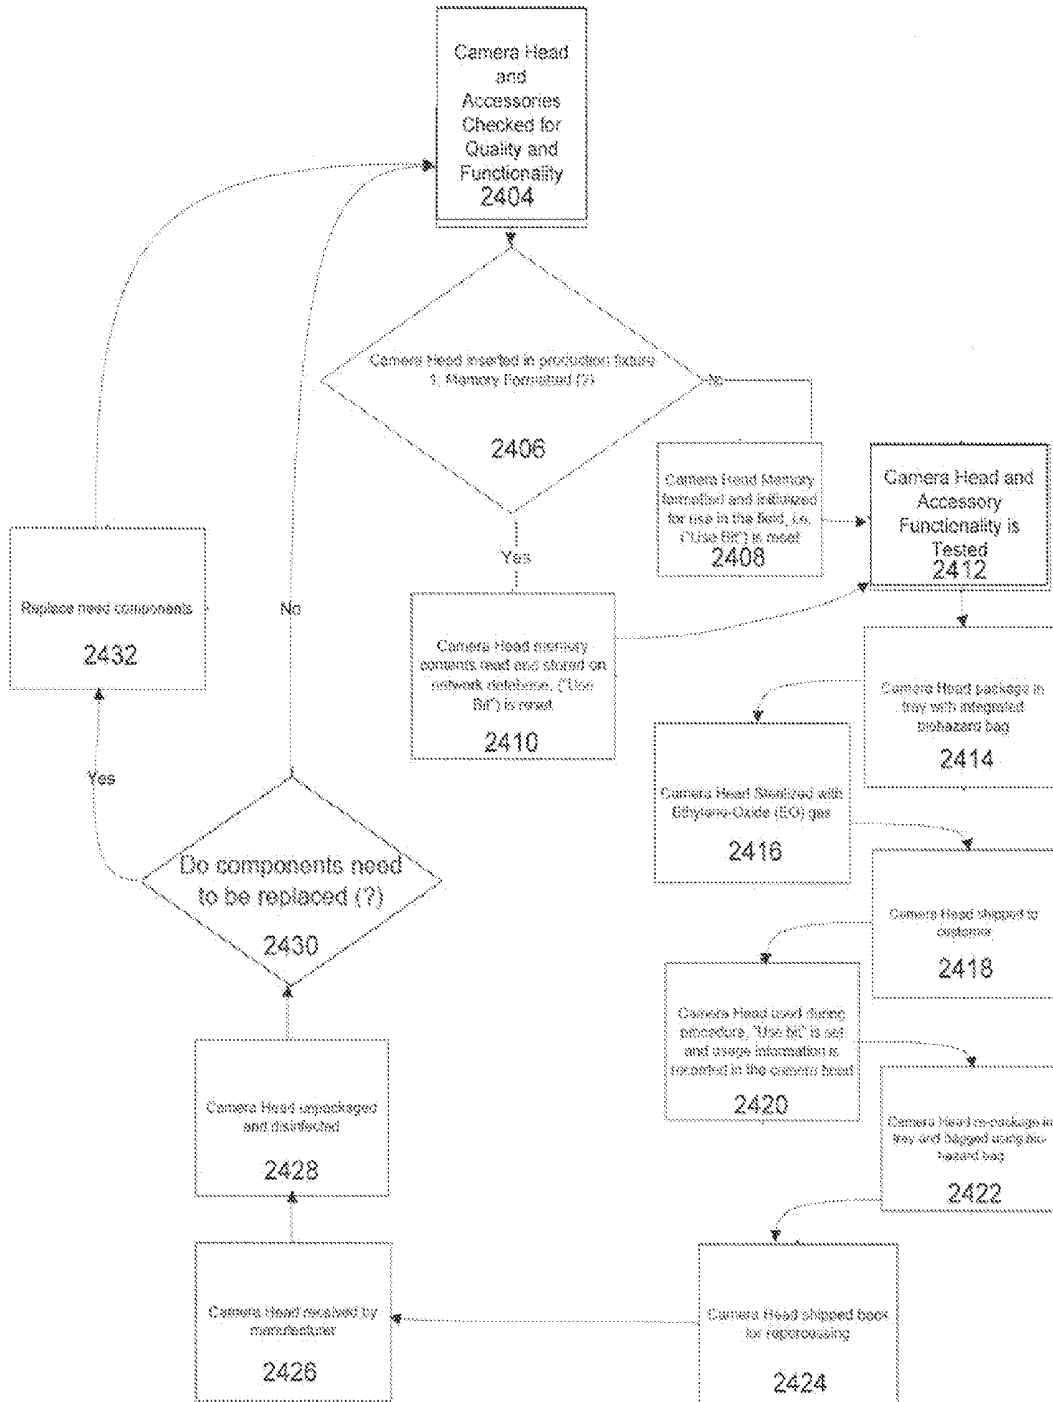 Camera Head
and
Accessories
Checked for
Quality and
Functionality
2404
Camera Head inserted in production fixture
1. Memory Formatted (?)
2406
No
Camera Head Memory
formatted and initialized
for use in the field, i.e.
("Use Bit") is reset
2408
Camera Head and
Accessory
Functionality is
Tested
2412
Yes
Camera Head memory
contents read and stored on
network database, ("Use
Bit") is reset
2410
Replace need components
2432
No
Camera Head package in
tray with integrated
biohazard bag
2414
Camera Head Sterilized with
Ethylene-Oxide (EO) gas
2416
Yes
Do components need
to be replaced (?)
2430
Camera Head shipped to
customer
2418
Camera Head used during
procedure, "Use bit" is set
and usage information is
recorded in the camera head
2420
Camera Head unpackaged
and disinfected
2428
Camera Head re-package in
tray and bagged using bio-
hazard bag
2422
Camera Head received by
manufacturer
2426
Camera Head shipped back
for reporcessing
2424